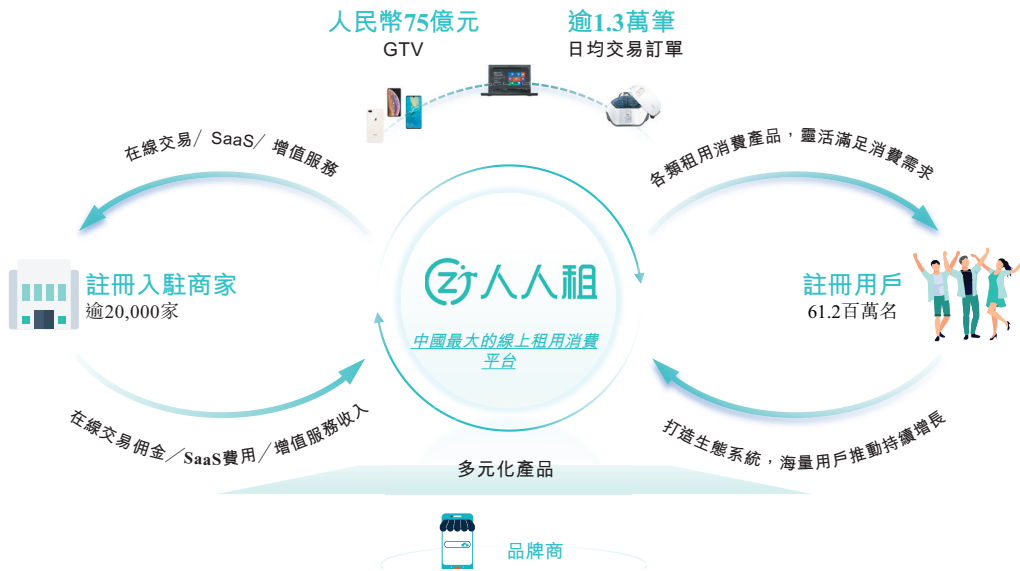 人民幣75億元
GTV
逾1.3萬筆
日均交易訂單
在線交易/ SaaS/ 增值服務
各類租用消費產品，靈活滿足消費需求
註冊入駐商家
逾20,000家
人人租
中國最大的線上租用消費
平台
註冊用戶
61.2百萬名
在線交易佣金/SaaS費用/增值服務收入
打造生態系統，海量用戶推動持續增長
多元化產品
品牌商